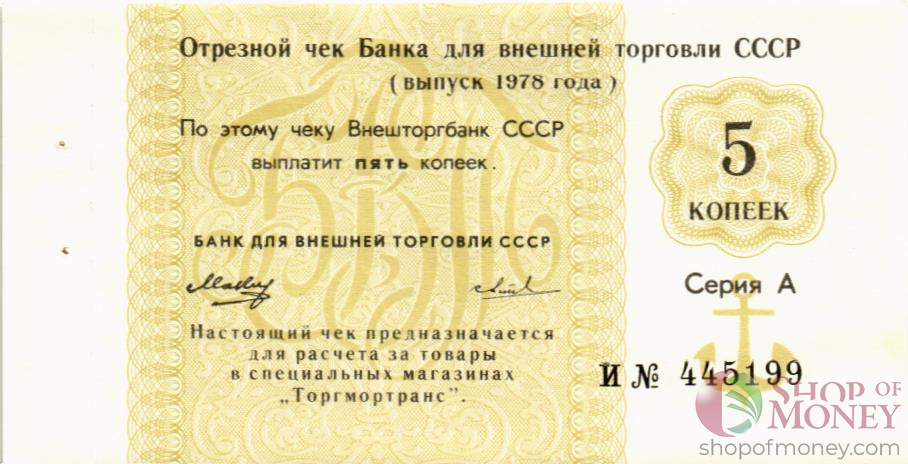 Отрезной чек Банка для внешней торговли СССР
( выпуск 1978 года )
По этому чеку Внешторгбанк СССР
выплатит пять копеек.
5
КОПЕЕК
БАНК ДЛЯ ВНЕШНЕЙ ТОРГОВЛИ СССР
Серия А
Настоящий чек предназначается
для расчета за товары
в специальных магазинах
„Торгмортранс".
И № 445199
SHOP OF
MONEY
shopofmoney.com